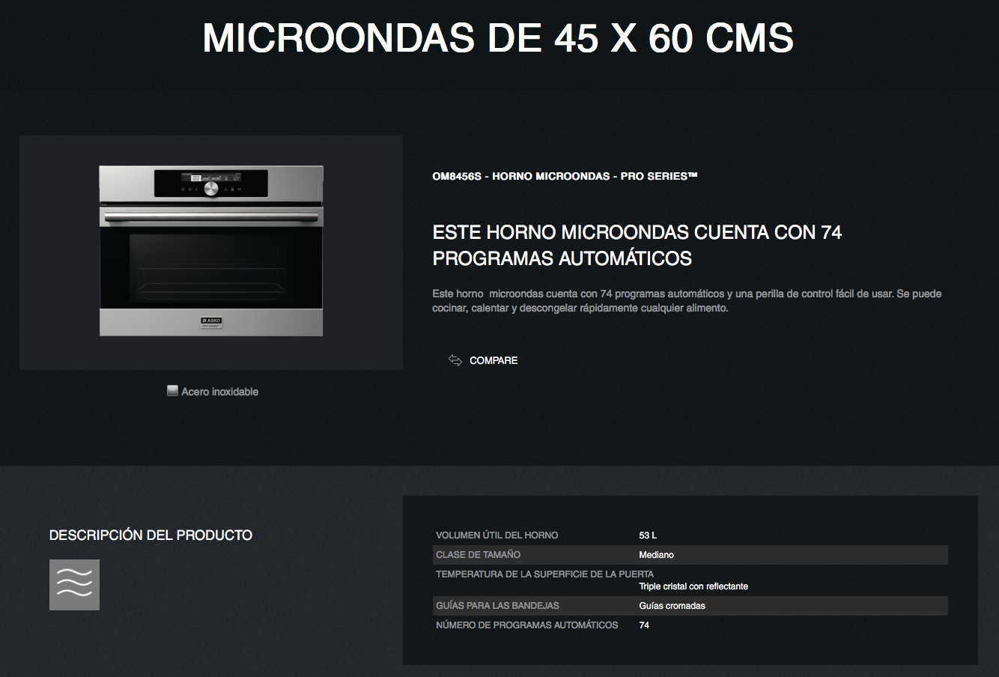 MICROONDAS DE 45 X 60 CMS
ASKO
PRO SERIES™
Acero inoxidable
OM8456S - HORNO MICROONDAS - PRO SERIES™
ESTE HORNO MICROONDAS CUENTA CON 74
PROGRAMAS AUTOMÁTICOS
Este horno  microondas cuenta con 74 programas automáticos y una perilla de control fácil de usar. Se puede
cocinar, calentar y descongelar rápidamente cualquier alimento.
COMPARE
DESCRIPCIÓN DEL PRODUCTO
VOLUMEN ÚTIL DEL HORNO 53 L
CLASE DE TAMAÑO Mediano
TEMPERATURA DE LA SUPERFICIE DE LA PUERTA
Triple cristal con reflectante
GUÍAS PARA LAS BANDEJAS Guías cromadas
NÚMERO DE PROGRAMAS AUTOMÁTICOS 74